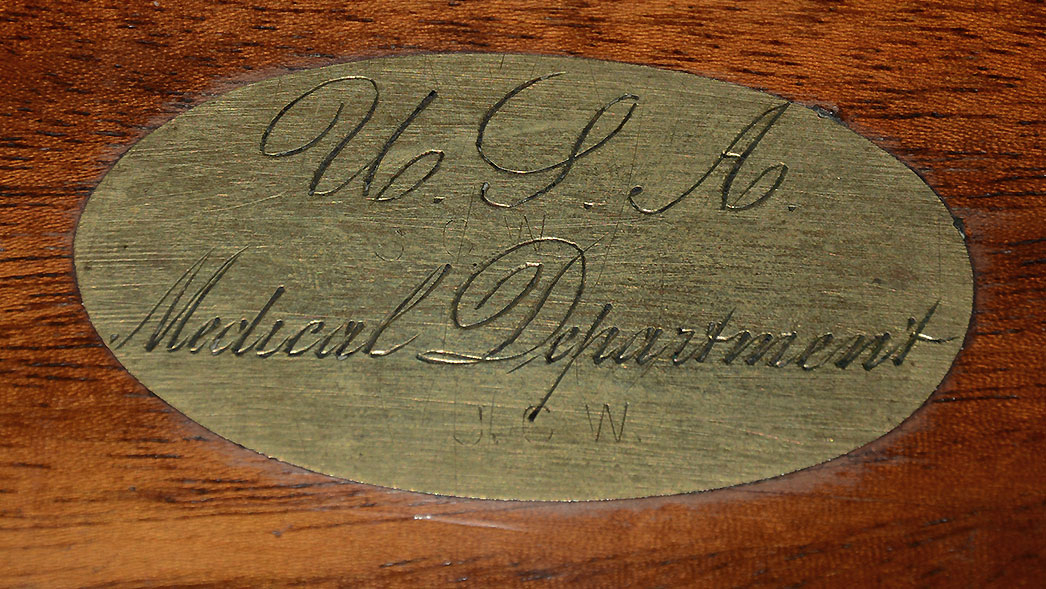 U. S. A.
Medical Department